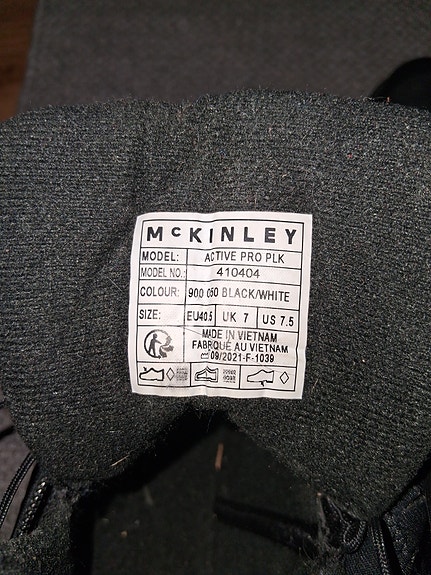 McKINLEY
MODEL: ACTIVE PRO PLK
MODEL NO.: 410404
COLOUR: 900 050 BLACK/WHITE
SIZE: EU40.5 UK 7 US 7.5
MADE IN VIETNAM
FABRIQUÉ AU VIETNAM
09/2021-F-1039